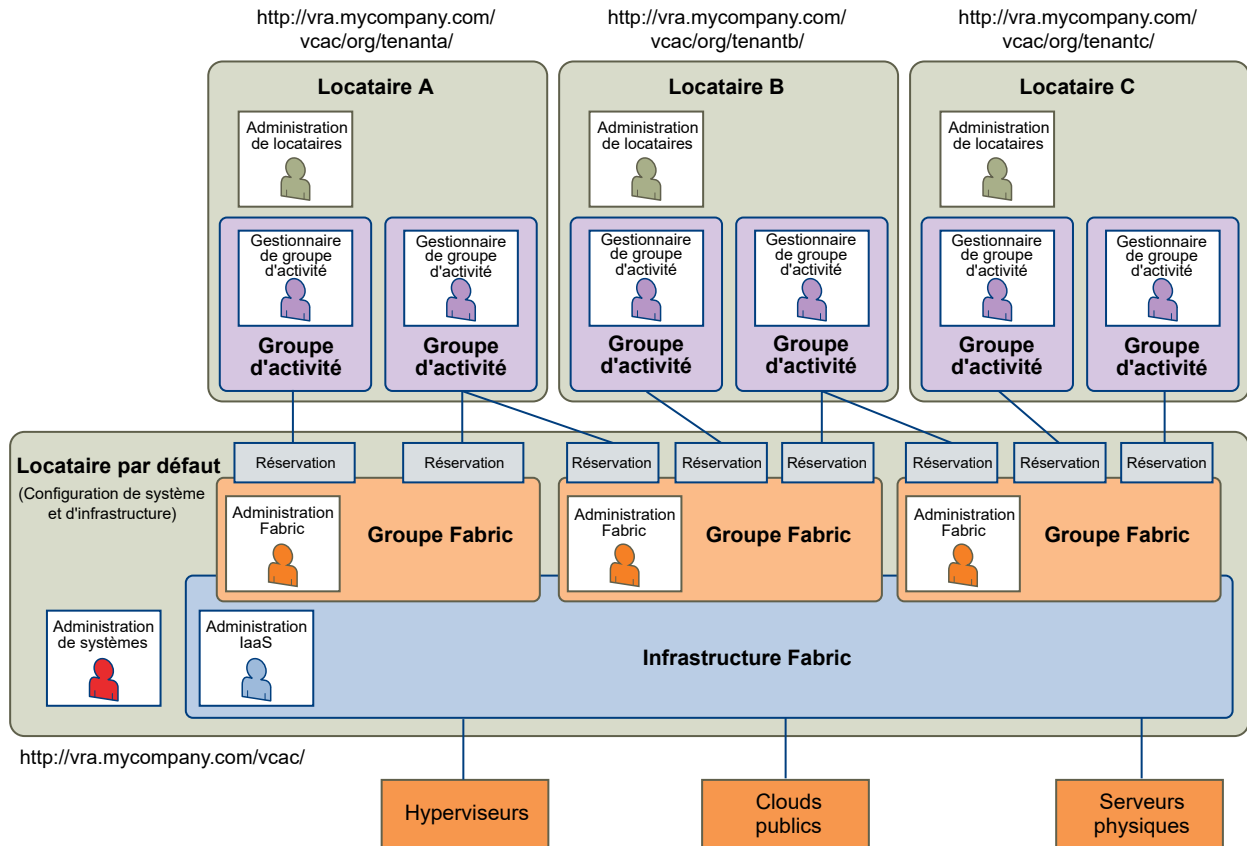 http://vra.mycompany.com/
vcac/org/tenanta/
http://vra.mycompany.com/
vcac/org/tenantb/
http://vra.mycompany.com/
vcac/org/tenantc/
Locataire A
Administration
de locataires
Gestionnaire
de groupe
d'activité
Groupe
d'activité
Gestionnaire
de groupe
d'activité
Groupe
d'activité
Locataire B
Administration
de locataires
Gestionnaire
de groupe
d'activité
Groupe
d'activité
Gestionnaire
de groupe
d'activité
Groupe
d'activité
Locataire C
Administration
de locataires
Gestionnaire
de groupe
d'activité
Groupe
d'activité
Gestionnaire
de groupe
d'activité
Groupe
d'activité
Locataire par défaut
(Configuration de système
et d'infrastructure)
Réservation
Réservation
Réservation
Réservation
Réservation
Réservation
Réservation
Réservation
Administration
Fabric
Groupe Fabric
Administration
Fabric
Groupe Fabric
Administration
Fabric
Groupe Fabric
Administration
de systèmes
Administration
IaaS
Infrastructure Fabric
http://vra.mycompany.com/vcac/
Hyperviseurs
Clouds
publics
Serveurs
physiques